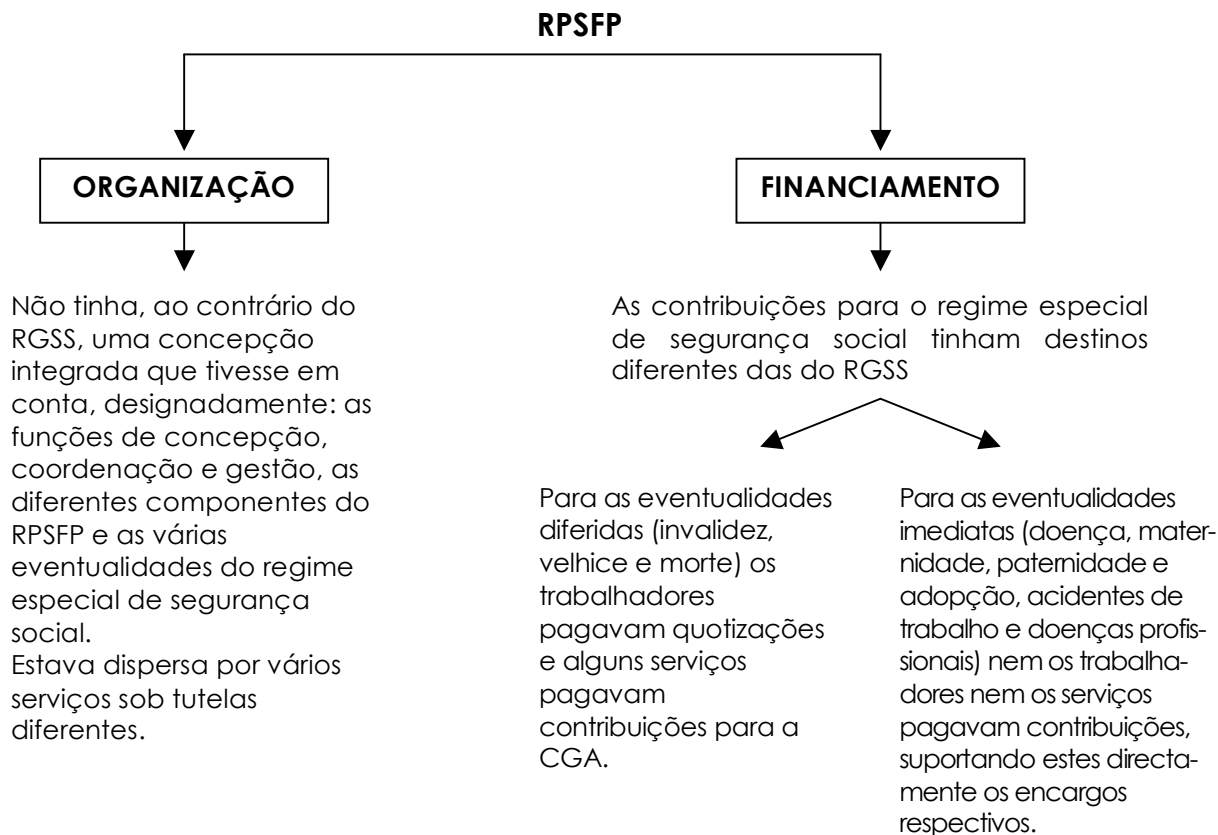 RPSFP
ORGANIZAÇÃO
Não tinha, ao contrário do
RGSS, uma concepção
integrada que tivesse em
conta, designadamente: as
funções de concepção,
coordenação e gestão, as
diferentes componentes do
RPSFP e as várias
eventualidades do regime
especial de segurança
social.
Estava dispersa por vários
serviços sob tutelas
diferentes.
FINANCIAMENTO
As contribuições para o regime especial
de segurança social tinham destinos
diferentes das do RGSS
Para as eventualidades
diferidas (invalidez,
velhice e morte) os
trabalhadores
pagavam quotizações
e alguns serviços
pagavam
contribuições para a
CGA.
Para as eventualidades
imediatas (doença, mater-
nidade, paternidade e
adopção, acidentes de
trabalho e doenças profis-
sionais) nem os trabalha-
dores nem os serviços
pagavam contribuições,
suportando estes directa-
mente os encargos
respectivos.